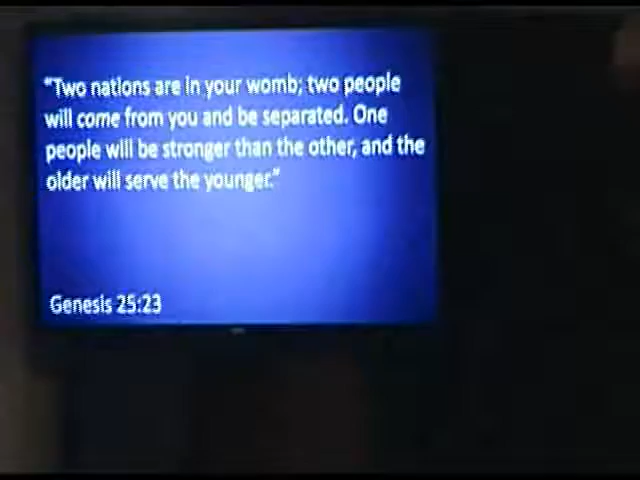 "Two nations are in your womb; two people
will come from you and be separated. One
people will be stronger than the other, and the
older will serve the younger."
Genesis 25:23